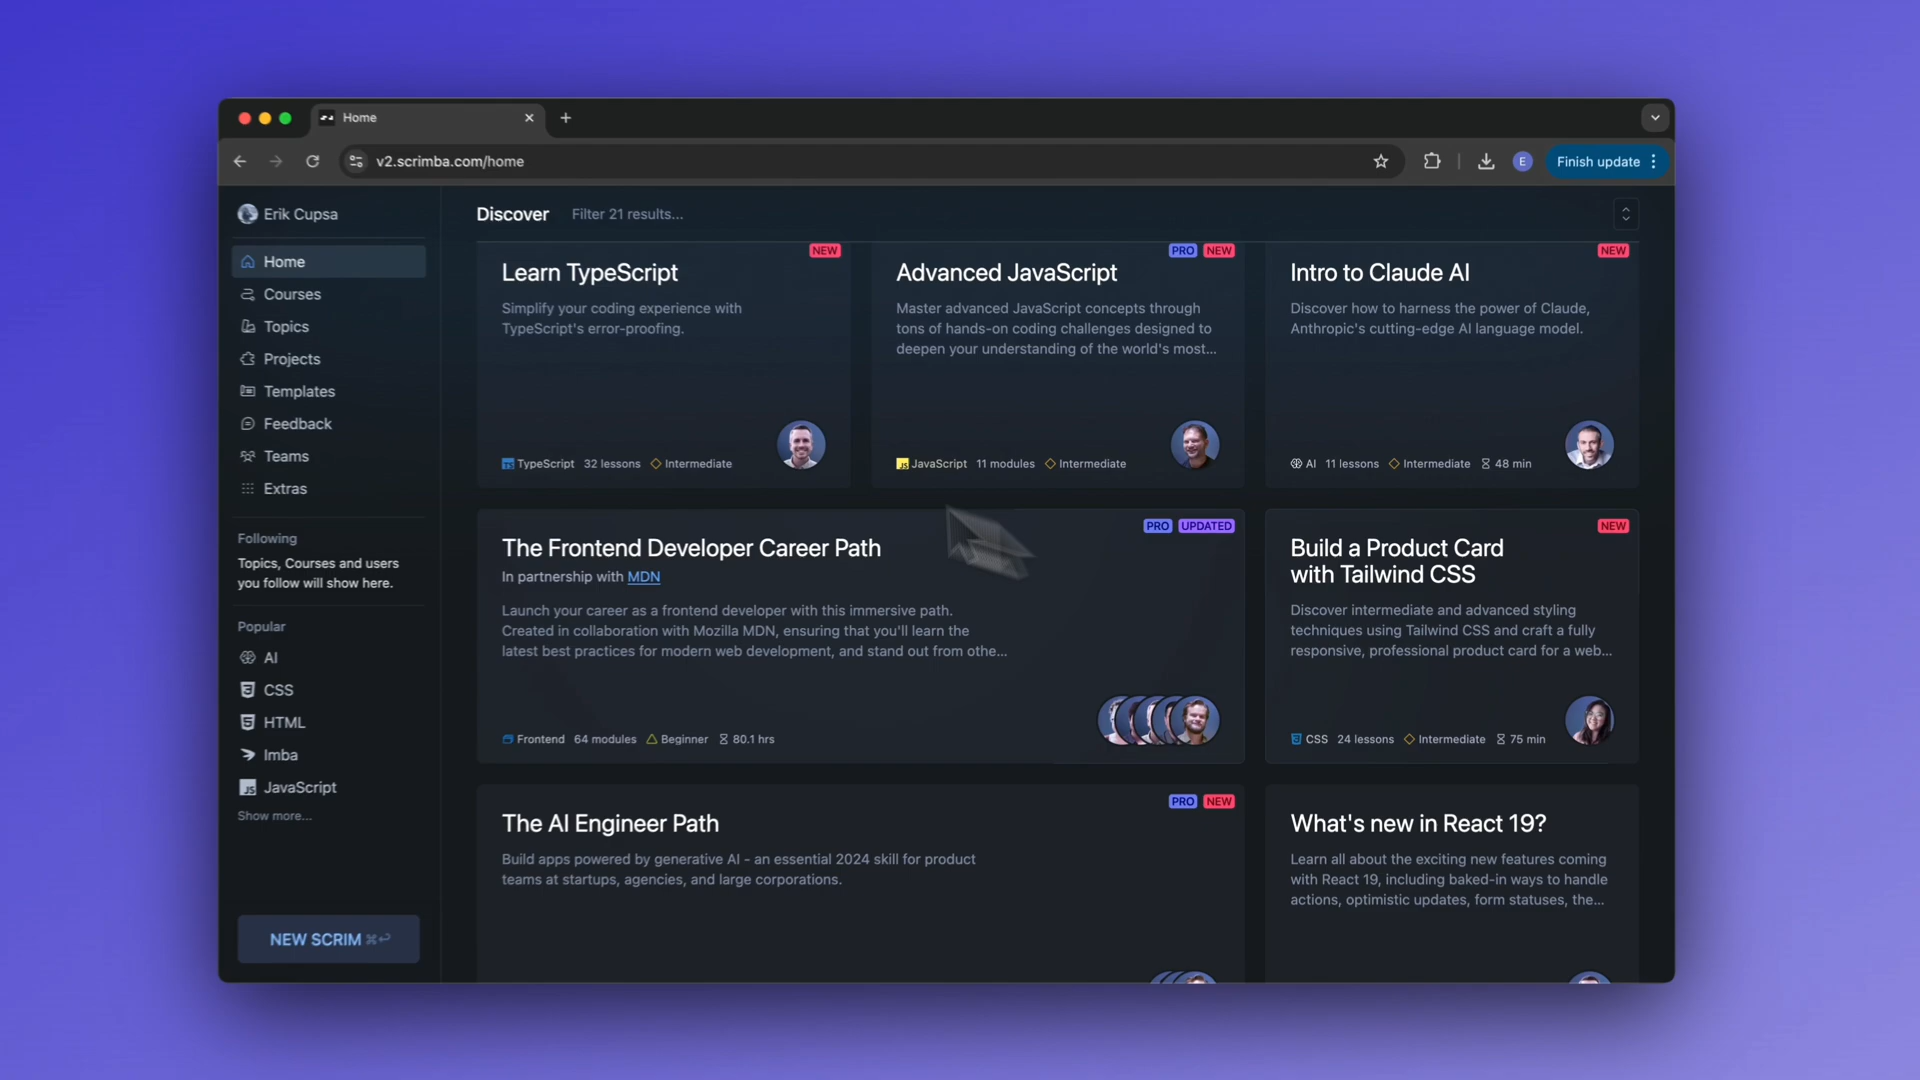 Home
v2.scrimba.com/home
E
Finish update
Erik Cupsa
Home
Courses
Topics
Projects
Templates
Feedback
Teams
Extras
Following
Topics, Courses and users
you follow will show here.
Popular
AI
CSS
HTML
Imba
JavaScript
Show more...
NEW SCRIM ⌘↩
Discover
Filter 21 results...
NEW
Learn TypeScript
Simplify your coding experience with
TypeScript's error-proofing.
TS TypeScript 32 lessons Intermediate
PRO NEW
Advanced JavaScript
Master advanced JavaScript concepts through
tons of hands-on coding challenges designed to
deepen your understanding of the world's most...
JS JavaScript 11 modules Intermediate
NEW
Intro to Claude AI
Discover how to harness the power of Claude,
Anthropic's cutting-edge AI language model.
AI 11 lessons Intermediate 48 min
PRO UPDATED
The Frontend Developer Career Path
In partnership with MDN
Launch your career as a frontend developer with this immersive path.
Created in collaboration with Mozilla MDN, ensuring that you'll learn the
latest best practices for modern web development, and stand out from othe...
Frontend 64 modules Beginner 80.1 hrs
NEW
Build a Product Card
with Tailwind CSS
Discover intermediate and advanced styling
techniques using Tailwind CSS and craft a fully
responsive, professional product card for a web...
CSS 24 lessons Intermediate 75 min
PRO NEW
The AI Engineer Path
Build apps powered by generative AI - an essential 2024 skill for product
teams at startups, agencies, and large corporations.
What's new in React 19?
Learn all about the exciting new features coming
with React 19, including baked-in ways to handle
actions, optimistic updates, form statuses, the...